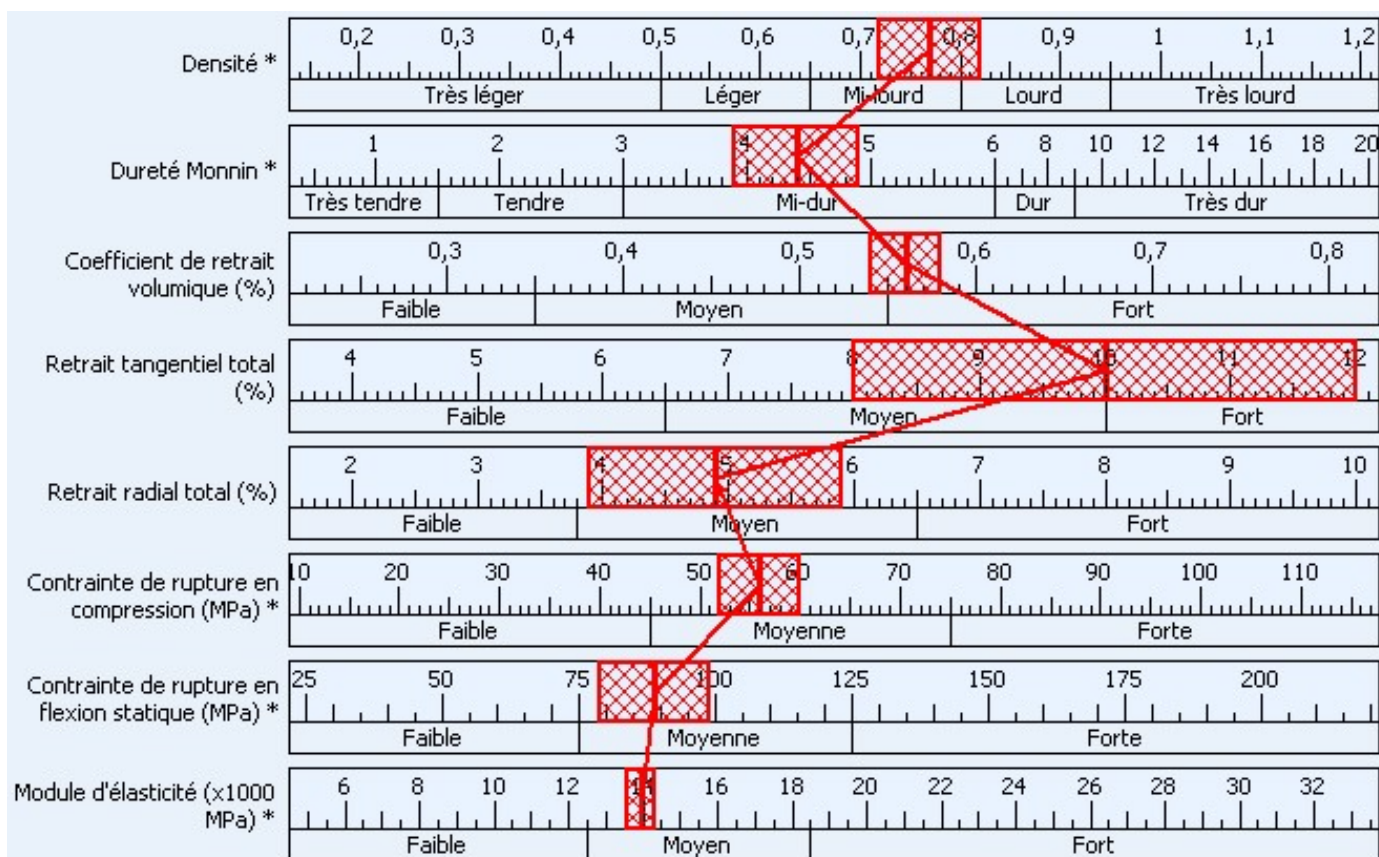 0,2 0,3 0,4 0,5 0,6 0,7 0,8 0,9 1 1,1 1,2
Densité *
Très léger Léger Mi-lourd Lourd Très lourd
1 2 3 4 5 6 8 10 12 14 16 18 20
Dureté Monnin *
Très tendre Tendre Mi-dur Dur Très dur
0,3 0,4 0,5 0,6 0,7 0,8
Coefficient de retrait
volumique (%)
Faible Moyen Fort
4 5 6 7 8 9 10 11 12
Retrait tangentiel total
(%)
Faible Moyen Fort
2 3 4 5 6 7 8 9 10
Retrait radial total (%)
Faible Moyen Fort
10 20 30 40 50 60 70 80 90 100 110
Contrainte de rupture en
compression (MPa) *
Faible Moyenne Forte
25 50 75 100 125 150 175 200
Contrainte de rupture en
flexion statique (MPa) *
Faible Moyenne Forte
6 8 10 12 14 16 18 20 22 24 26 28 30 32
Module d'élasticité (x1000
MPa) *
Faible Moyen Fort